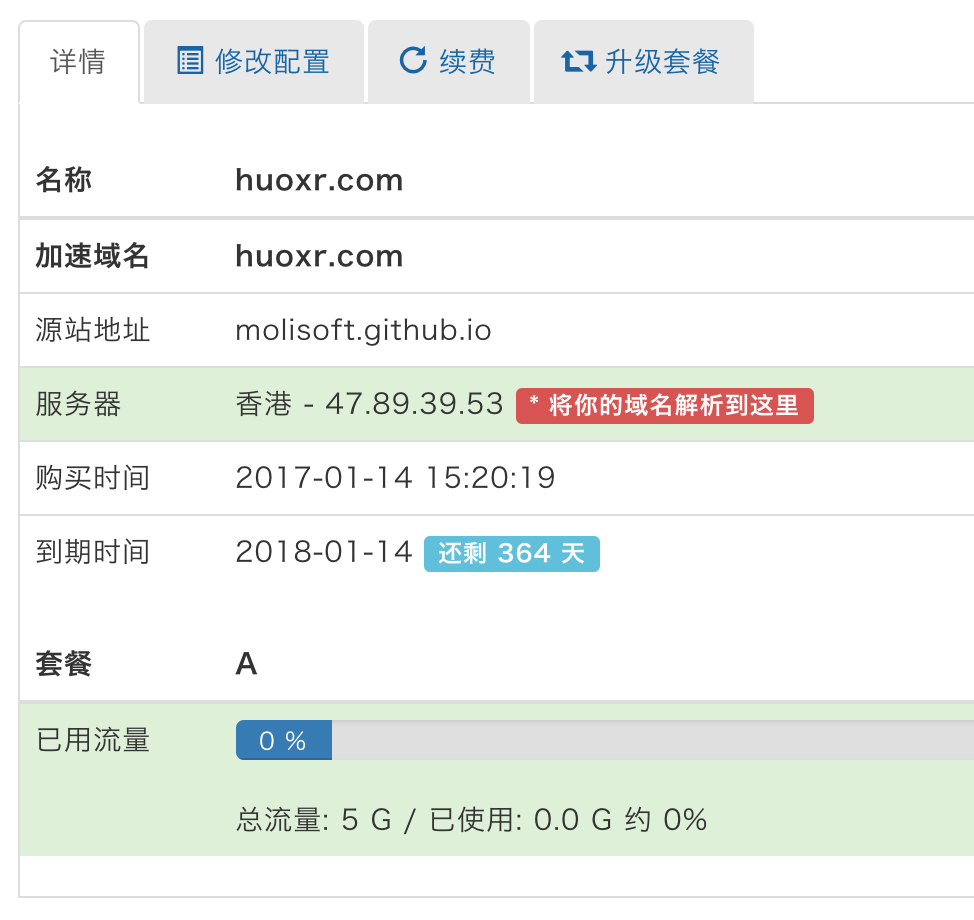 详情 修改配置 续费 升级套餐
名称 huoxr.com
加速域名 huoxr.com
源站地址 molisoft.github.io
服务器 香港 - 47.89.39.53 * 将你的域名解析到这里
购买时间 2017-01-14 15:20:19
到期时间 2018-01-14 还剩 364 天
套餐 A
已用流量 0 %
总流量: 5 G / 已使用: 0.0 G 约 0%